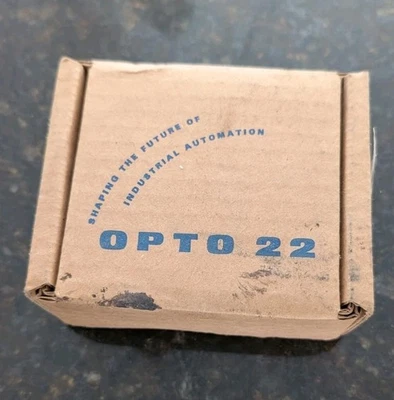 SHAPING THE FUTURE OF
INDUSTRIAL AUTOMATION
OPTO 22